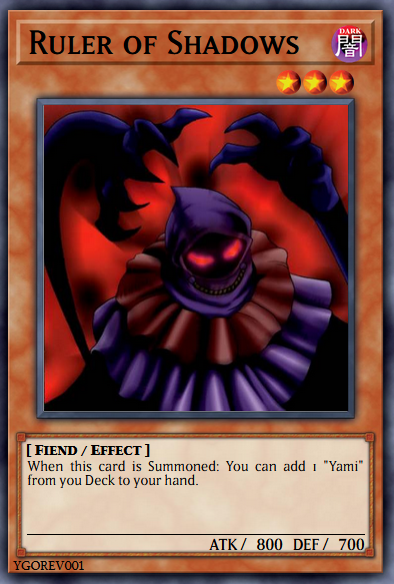 Ruler of Shadows
DARK
闇
[ Fiend / Effect ]
When this card is Summoned: You can add 1 "Yami"
from you Deck to your hand.
ATK / 800 DEF / 700
YGOREV001